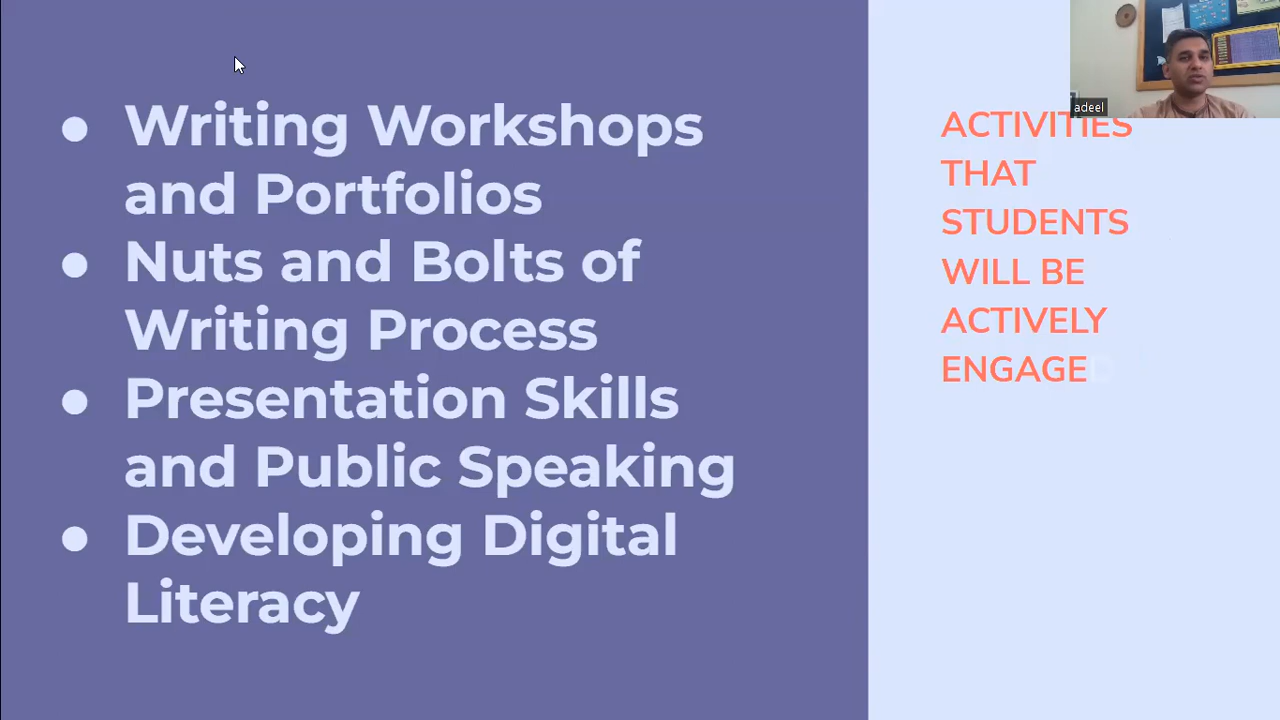 • Writing Workshops
and Portfolios
• Nuts and Bolts of
Writing Process
• Presentation Skills
and Public Speaking
• Developing Digital
Literacy
adeel
ACTIVITIES
THAT
STUDENTS
WILL BE
ACTIVELY
ENGAGED